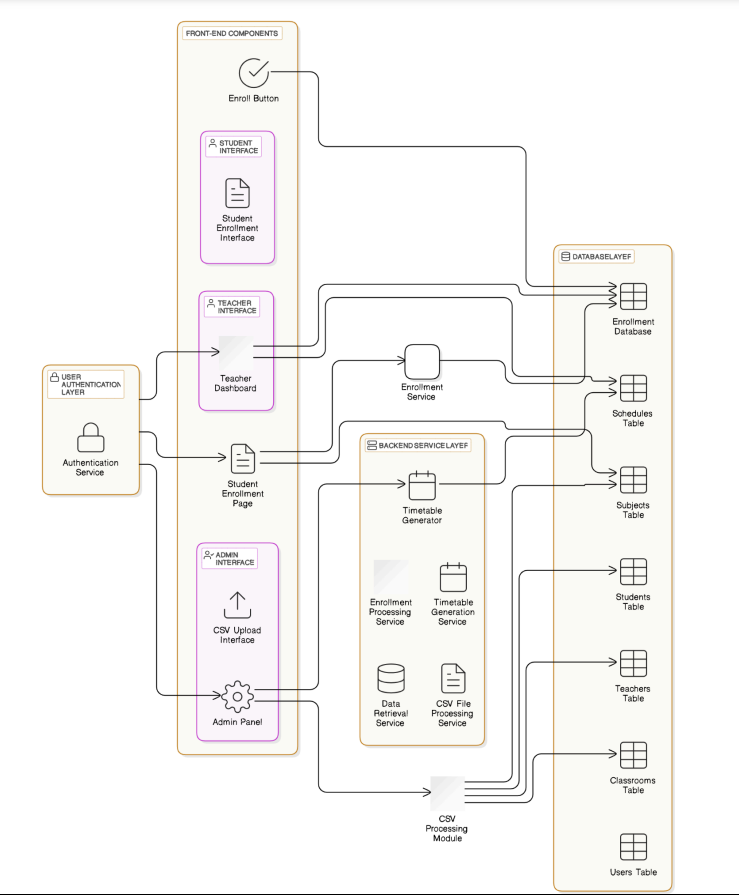 FRONT-END COMPONENTS
Enroll Button
STUDENT
INTERFACE
Student
Enrollment
Interface
TEACHER
INTERFACE
Teacher
Dashboard
USER
AUTHENTICATION
LAYER
Authentication
Service
Student
Enrollment
Page
ADMIN
INTERFACE
CSV Upload
Interface
Admin Panel
Enrollment
Service
BACKEND SERVICE LAYER
Timetable
Generator
Enrollment
Processing
Service
Timetable
Generation
Service
Data
Retrieval
Service
CSV File
Processing
Service
CSV
Processing
Module
DATABASE LAYER
Enrollment
Database
Schedules
Table
Subjects
Table
Students
Table
Teachers
Table
Classrooms
Table
Users Table